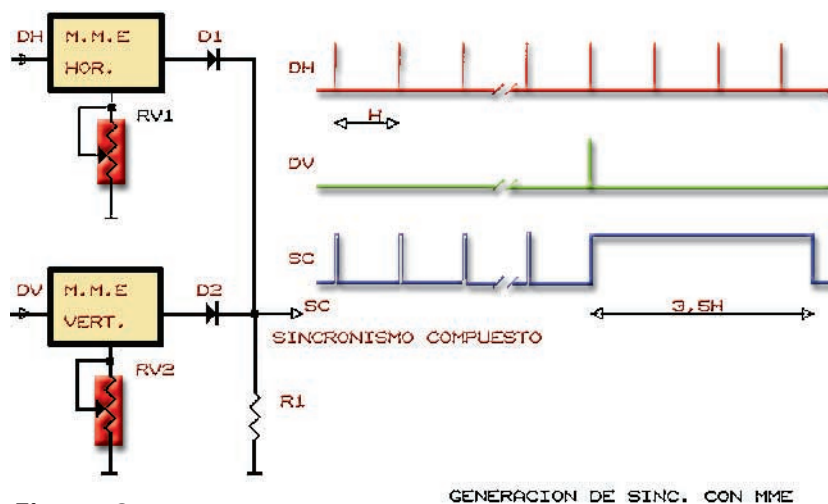 DH
M.M.E
HOR.
D1
RV1
DV
M.M.E
VERT.
D2
RV2
R1
SC
SINCRONISMO COMPUESTO
DH
H
DV
SC
3,5H
GENERACION DE SINC. CON MME